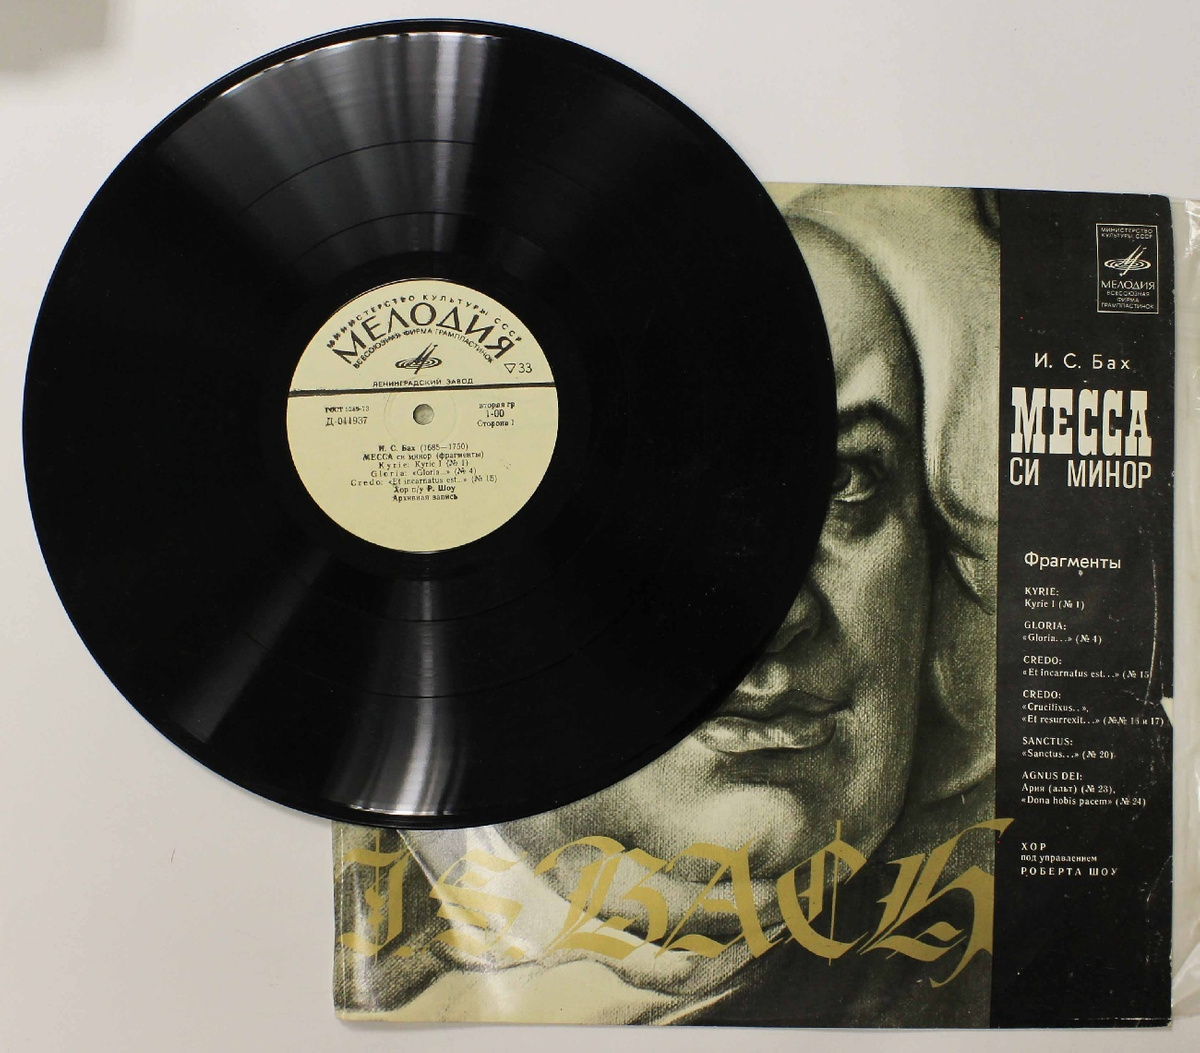 МИНИСТЕРСТВО КУЛЬТУРЫ СССР
МЕЛОДИЯ
ВСЕСОЮЗНАЯ ФИРМА ГРАМПЛАСТИНОК
33
ЛЕНИНГРАДСКИЙ ЗАВОД
ГОСТ 5289-73
Д-041937
вторая гр
1-00
Сторона 1
И. С. Бах (1685—1750)
МЕССА си минор (фрагменты)
Kyrie: Kyrie I (№ 1)
Gloria: «Gloria...» (№ 4)
Credo: «Et incarnatus est...» (№ 15)
Хор п/у Р. Шоу
Архивная запись
МИНИСТЕРСТВО
КУЛЬТУРЫ СССР
МЕЛОДИЯ
ВСЕСОЮЗНАЯ
ФИРМА
ГРАМПЛАСТИНОК
И. С. Бах
МЕССА
СИ МИНОР
Фрагменты
KYRIE:
Kyrie I (№ 1)
GLORIA:
«Gloria...» (№ 4)
CREDO:
«Et incarnatus est...» (№ 15
CREDO:
«Crucifixus...»,
«Et resurrexit...» (№№ 16 и 17)
SANCTUS:
«Sanctus...» (№ 20)
AGNUS DEI:
Ария (альт) (№ 23),
«Dona nobis pacem» (№ 24)
ХОР
под управлением
РОБЕРТА ШОУ
J. S. BACH